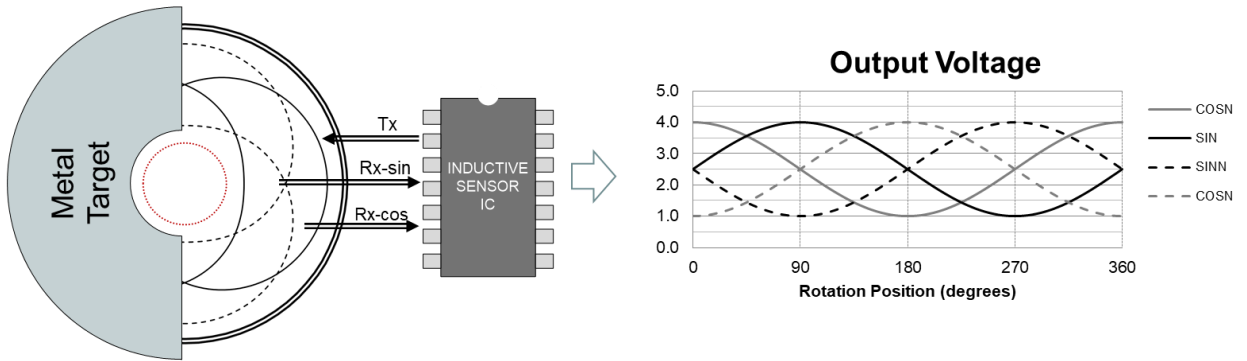 Metal
Target
Tx
Rx-sin
Rx-cos
INDUCTIVE
SENSOR
IC
Output Voltage
5.0
4.0
3.0
2.0
1.0
0.0
0 90 180 270 360
Rotation Position (degrees)
COSN
SIN
SINN
COSN